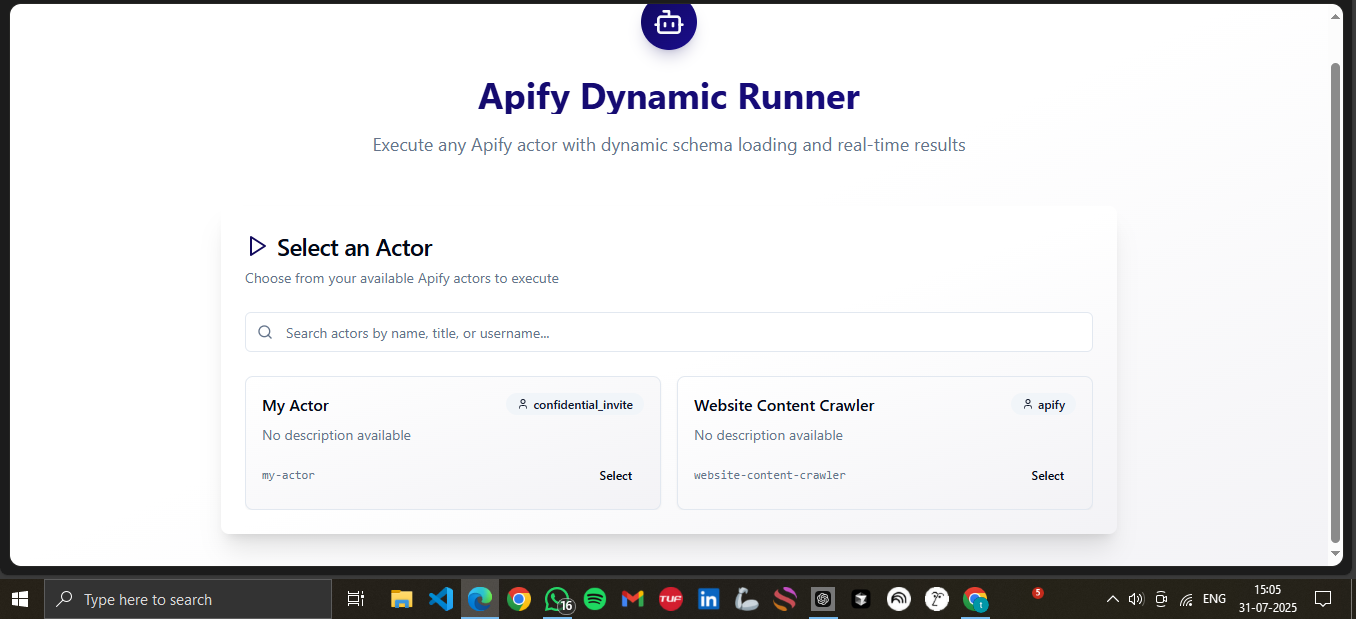 Apify Dynamic Runner
Execute any Apify actor with dynamic schema loading and real-time results
Select an Actor
Choose from your available Apify actors to execute
Search actors by name, title, or username...
My Actor
confidential_invite
No description available
my-actor
Select
Website Content Crawler
apify
No description available
website-content-crawler
Select
Type here to search
16
TUF
in
t
5
ENG
15:05
31-07-2025